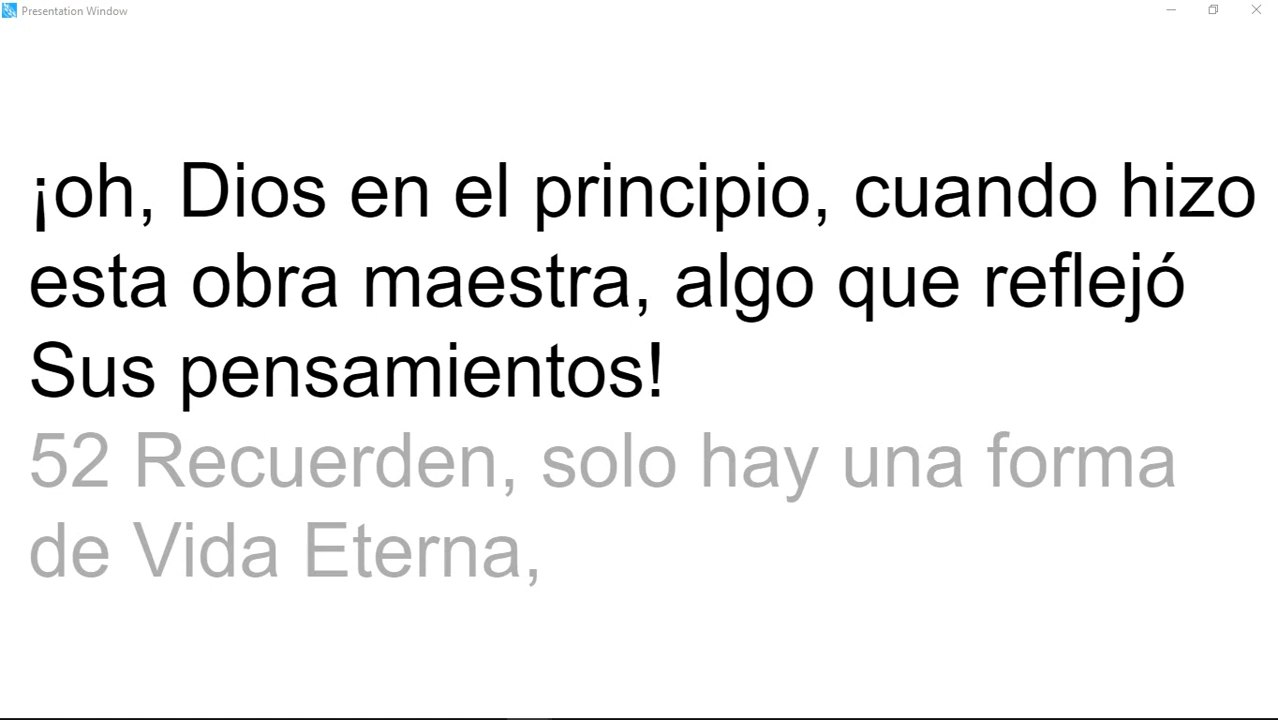 Presentation Window
¡oh, Dios en el principio, cuando hizo
esta obra maestra, algo que reflejó
Sus pensamientos!
52 Recuerden, solo hay una forma
de Vida Eterna,